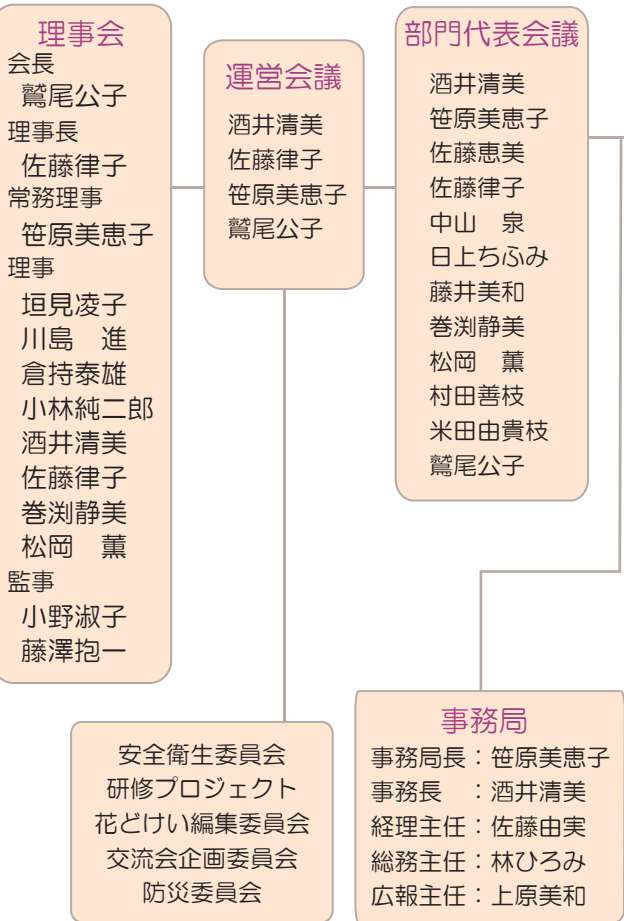 理事会
会長
鷲尾公子
理事長
佐藤律子
常務理事
笹原美恵子
理事
垣見凌子
川島　進
倉持泰雄
小林純二郎
酒井清美
佐藤律子
巻渕静美
松岡　薫
監事
小野淑子
藤澤抱一
運営会議
酒井清美
佐藤律子
笹原美恵子
鷲尾公子
部門代表会議
酒井清美
笹原美恵子
佐藤恵美
佐藤律子
中山　泉
日上ちふみ
藤井美和
巻渕静美
松岡　薫
村田善枝
米田由貴枝
鷲尾公子
安全衛生委員会
研修プロジェクト
花どけい編集委員会
交流会企画委員会
防災委員会
事務局
事務局長：笹原美恵子
事務長　：酒井清美
経理主任：佐藤由実
総務主任：林ひろみ
広報主任：上原美和